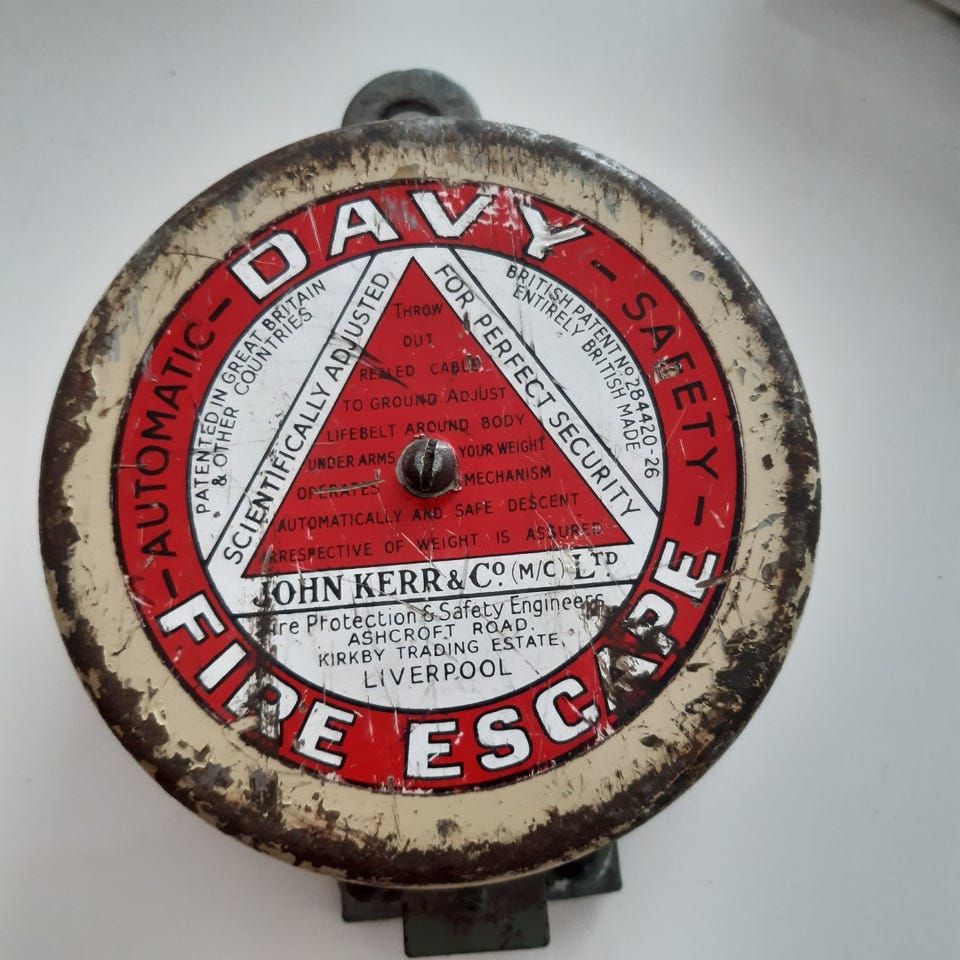 DAVY
- AUTOMATIC -
- SAFETY -
PATENTED IN GREAT BRITAIN
& OTHER COUNTRIES
BRITISH PATENT No 284420-26
ENTIRELY BRITISH MADE
SCIENTIFICALLY ADJUSTED
FOR PERFECT SECURITY
THROW
OUT
REELED CABLE
TO GROUND ADJUST
LIFEBELT AROUND BODY
UNDER ARMS YOUR WEIGHT
OPERATES MECHANISM
AUTOMATICALLY AND SAFE DESCENT
IRRESPECTIVE OF WEIGHT IS ASSURED
JOHN KERR & Co (M/C) LTD
Fire Protection & Safety Engineers
ASHCROFT ROAD.
KIRKBY TRADING ESTATE
LIVERPOOL
FIRE ESCAPE